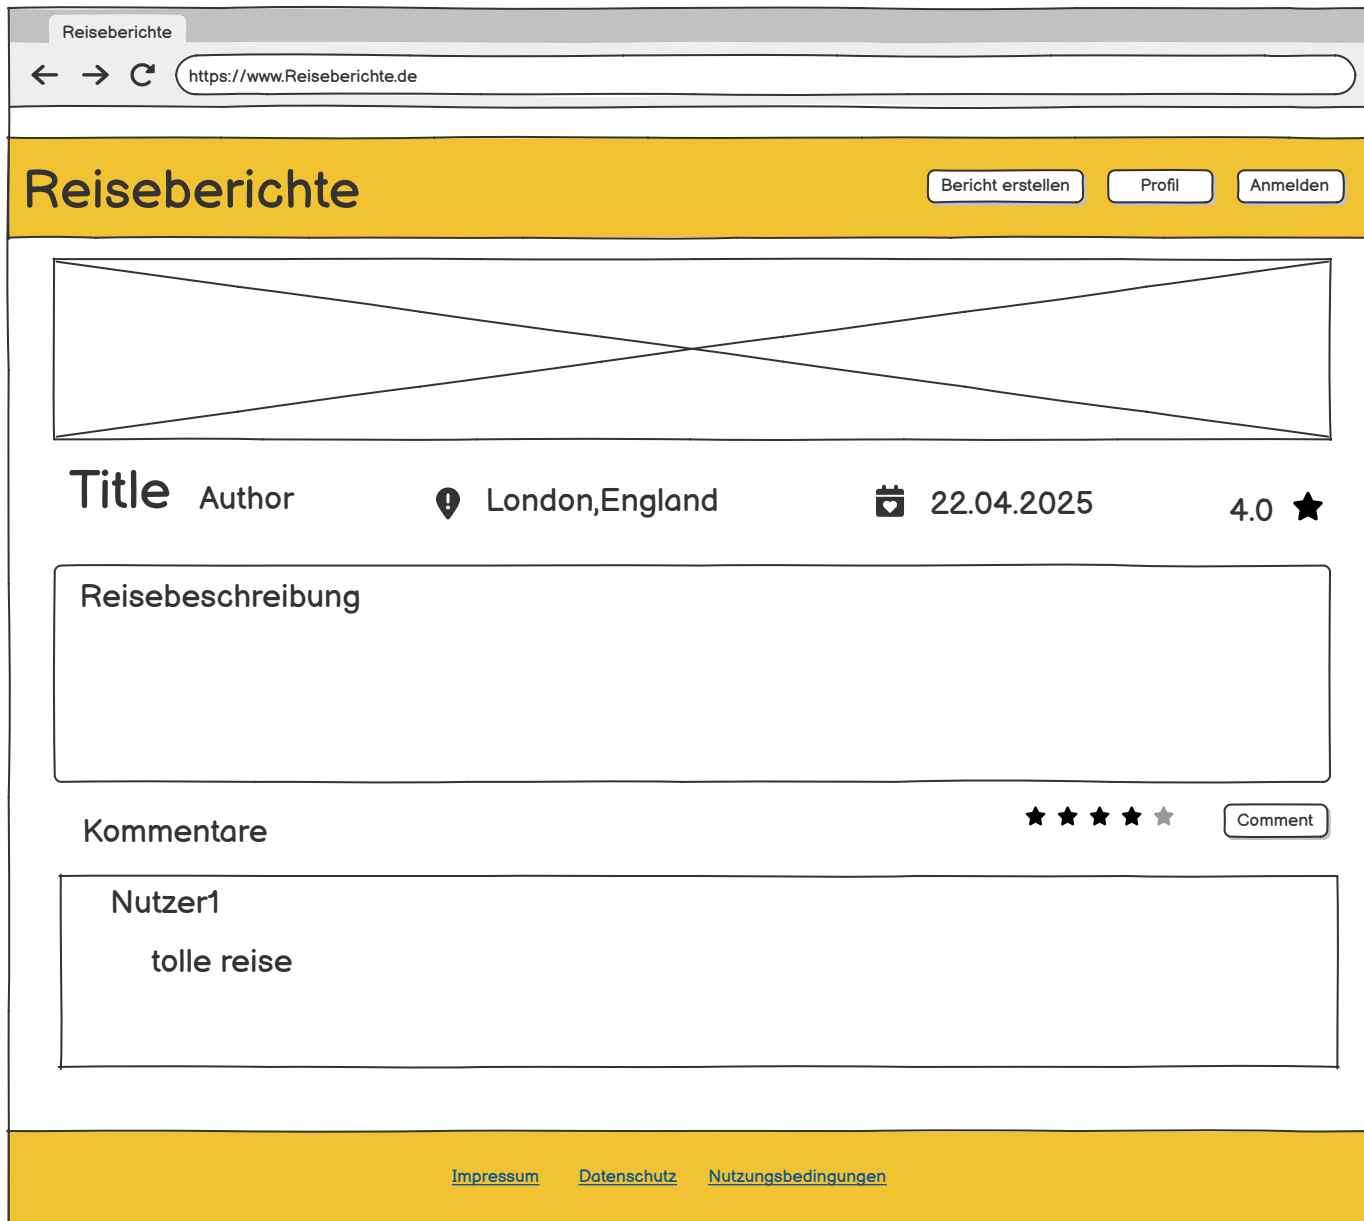 Reiseberichte
https://www.Reiseberichte.de
Reiseberichte
Bericht erstellen
Profil
Anmelden
Title
Author
London,England
22.04.2025
4.0
Reisebeschreibung
Kommentare
Comment
Nutzer1
tolle reise
Impressum
Datenschutz
Nutzungsbedingungen